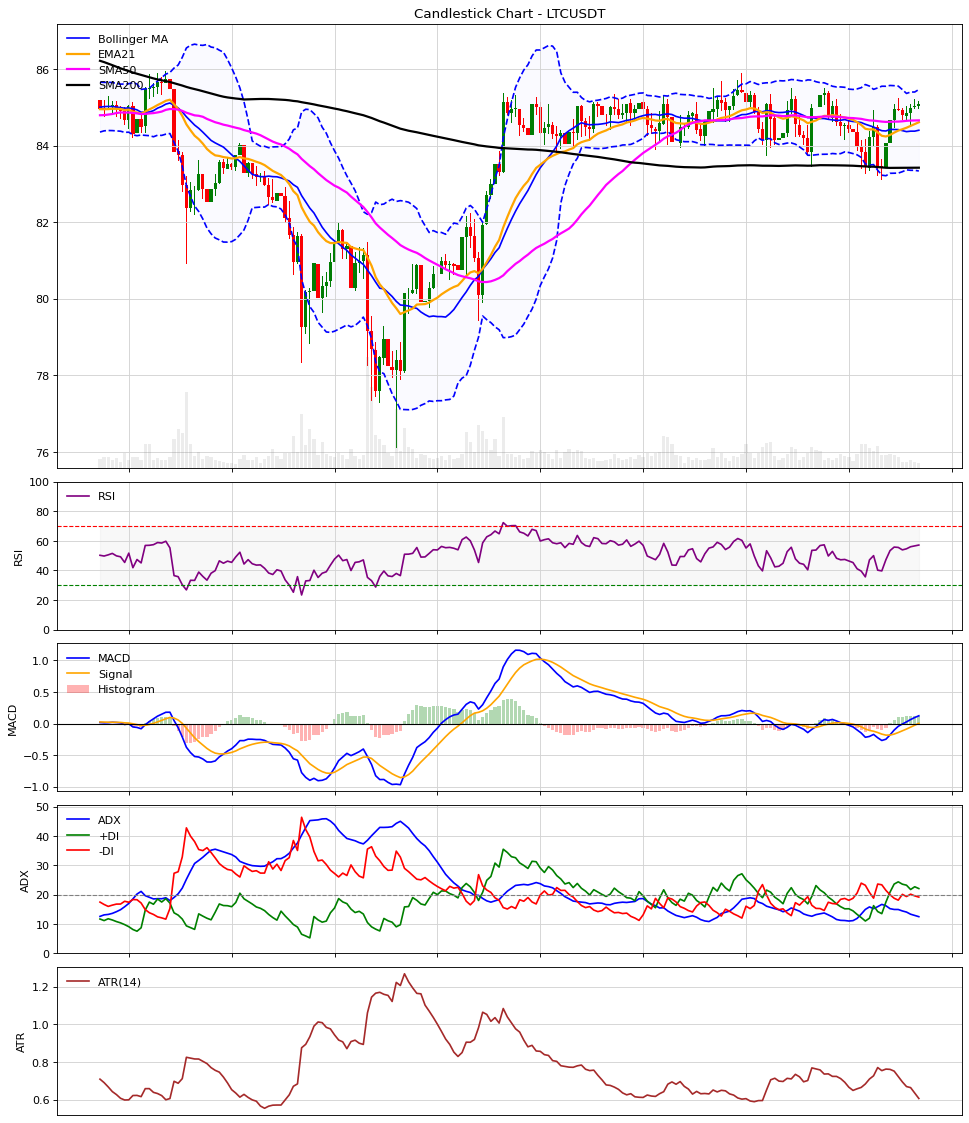 Candlestick Chart - LTCUSDT
Bollinger MA
EMA21
SMA50
SMA200
86
84
82
80
78
76
100
80
60
40
20
0
RSI
RSI
1.0
0.5
0.0
−0.5
−1.0
MACD
MACD
Signal
Histogram
50
40
30
20
10
0
ADX
ADX
+DI
-DI
1.2
1.0
0.8
0.6
ATR
ATR(14)